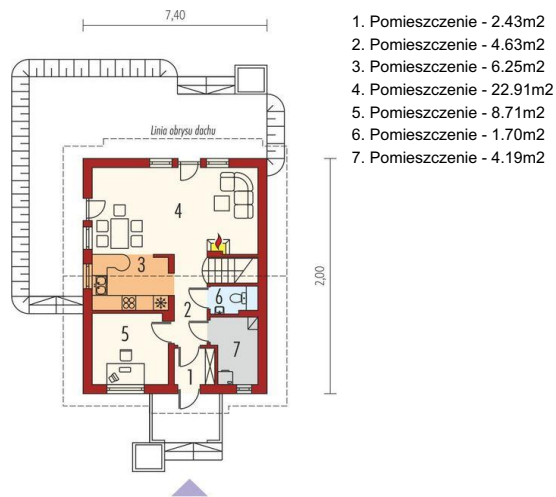 7,40
1. Pomieszczenie - 2.43m2
2. Pomieszczenie - 4.63m2
3. Pomieszczenie - 6.25m2
4. Pomieszczenie - 22.91m2
5. Pomieszczenie - 8.71m2
6. Pomieszczenie - 1.70m2
7. Pomieszczenie - 4.19m2
Linia obrysu dachu
4
3
2,00
6
2
5
7
1